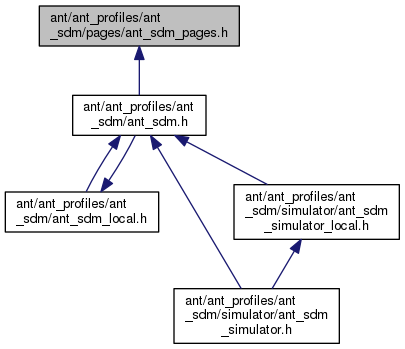 ant/ant_profiles/ant
_sdm/pages/ant_sdm_pages.h
ant/ant_profiles/ant
_sdm/ant_sdm.h
ant/ant_profiles/ant
_sdm/ant_sdm_local.h
ant/ant_profiles/ant
_sdm/simulator/ant_sdm
_simulator_local.h
ant/ant_profiles/ant
_sdm/simulator/ant_sdm
_simulator.h